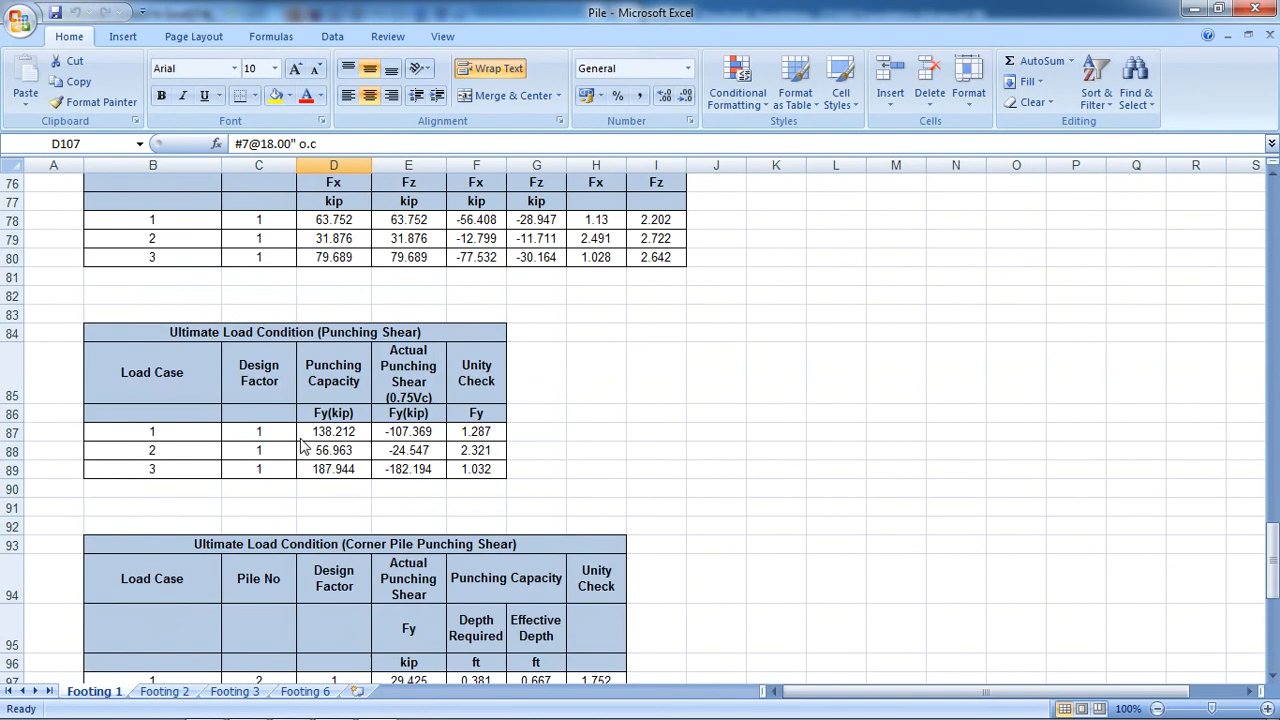 Pile - Microsoft Excel
Home Insert Page Layout Formulas Data Review View
Cut Arial 10 Wrap Text General AutoSum
Copy Fill
Paste Format Painter Merge & Center Conditional Formatting Format as Table Cell Styles Insert Delete Format Clear Sort & Filter Find & Select
Clipboard Font Alignment Number Styles Cells Editing
D107 fx #7@18.00" o.c
A B C D E F G H I J K L M N O P Q R S
76 Fx Fz Fx Fz Fx Fz
77 kip kip kip kip
78 1 1 63.752 63.752 -56.408 -28.947 1.13 2.202
79 2 1 31.876 31.876 -12.799 -11.711 2.491 2.722
80 3 1 79.689 79.689 -77.532 -30.164 1.028 2.642
81
82
83
84 Ultimate Load Condition (Punching Shear)
85 Load Case Design Factor Punching Capacity Actual Punching Shear (0.75Vc) Unity Check
86 Fy(kip) Fy(kip) Fy
87 1 1 138.212 -107.369 1.287
88 2 1 56.963 -24.547 2.321
89 3 1 187.944 -182.194 1.032
90
91
92
93 Ultimate Load Condition (Corner Pile Punching Shear)
94 Load Case Pile No Design Factor Actual Punching Shear Punching Capacity Unity Check
95 Fy Depth Required Effective Depth
96 kip ft ft
97 1 2 1 29.425 0.381 0.667 1.752
Footing 1 Footing 2 Footing 3 Footing 6
Ready 100%